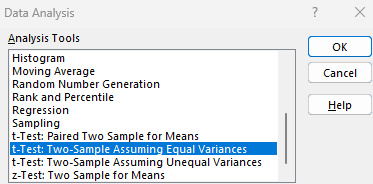 Data Analysis
? ×
Analysis Tools
Histogram
Moving Average
Random Number Generation
Rank and Percentile
Regression
Sampling
t-Test: Paired Two Sample for Means
t-Test: Two-Sample Assuming Equal Variances
t-Test: Two-Sample Assuming Unequal Variances
z-Test: Two Sample for Means
OK
Cancel
Help